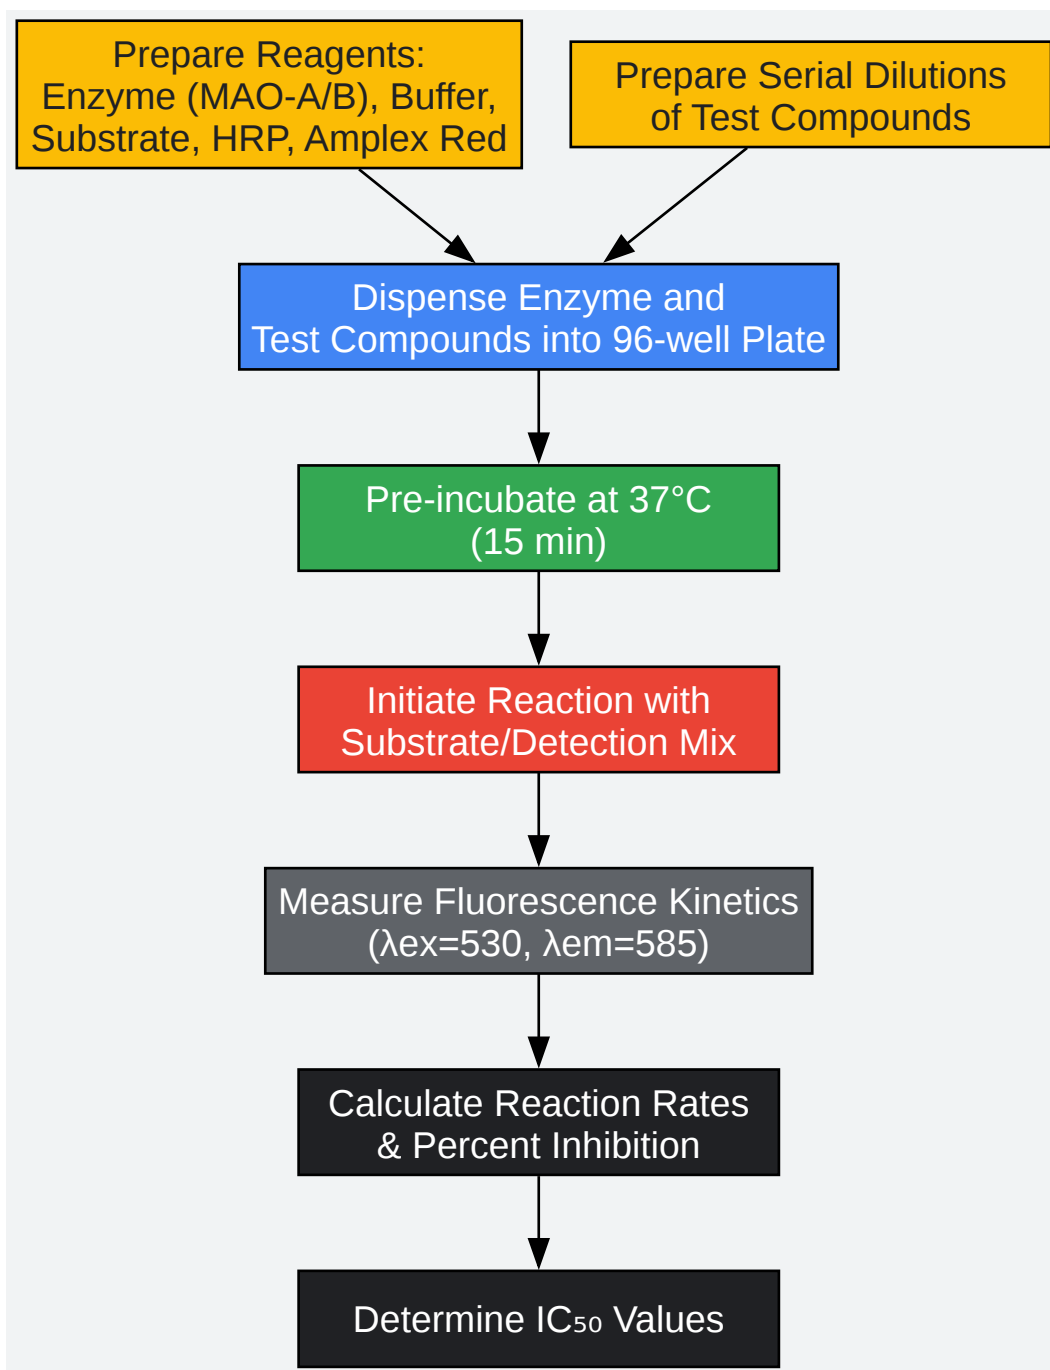 Prepare Reagents:
Enzyme (MAO-A/B), Buffer,
Substrate, HRP, Amplex Red
Prepare Serial Dilutions
of Test Compounds
Dispense Enzyme and
Test Compounds into 96-well Plate
Pre-incubate at 37°C
(15 min)
Initiate Reaction with
Substrate/Detection Mix
Measure Fluorescence Kinetics
(λex=530, λem=585)
Calculate Reaction Rates
& Percent Inhibition
Determine IC₅₀ Values